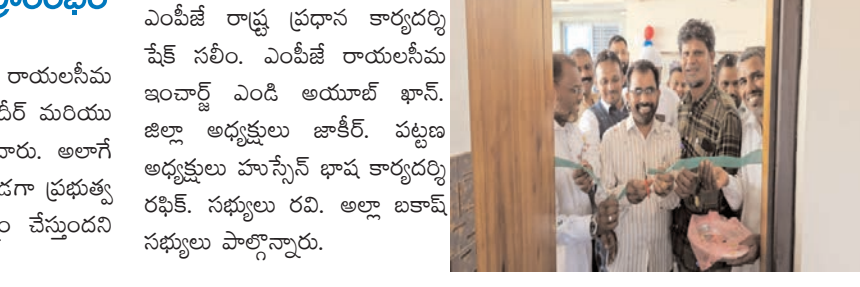 రాయలసీమ
మరియు
అలాగే
ప్రభుత్వ
చేస్తుందని
ఎంపీజే రాష్ట్ర ప్రధాన కార్యదర్శి
షేక్ సలీం. ఎంపీజే రాయలసీమ
ఇంచార్జ్ ఎండి అయూబ్ ఖాన్.
జిల్లా అధ్యక్షులు జాకీర్. పట్టణ
అధ్యక్షులు హుస్సేన్ భాష కార్యదర్శి
రఫిక్. సభ్యులు రవి. అల్లా బకాష్
సభ్యులు పాల్గొన్నారు.